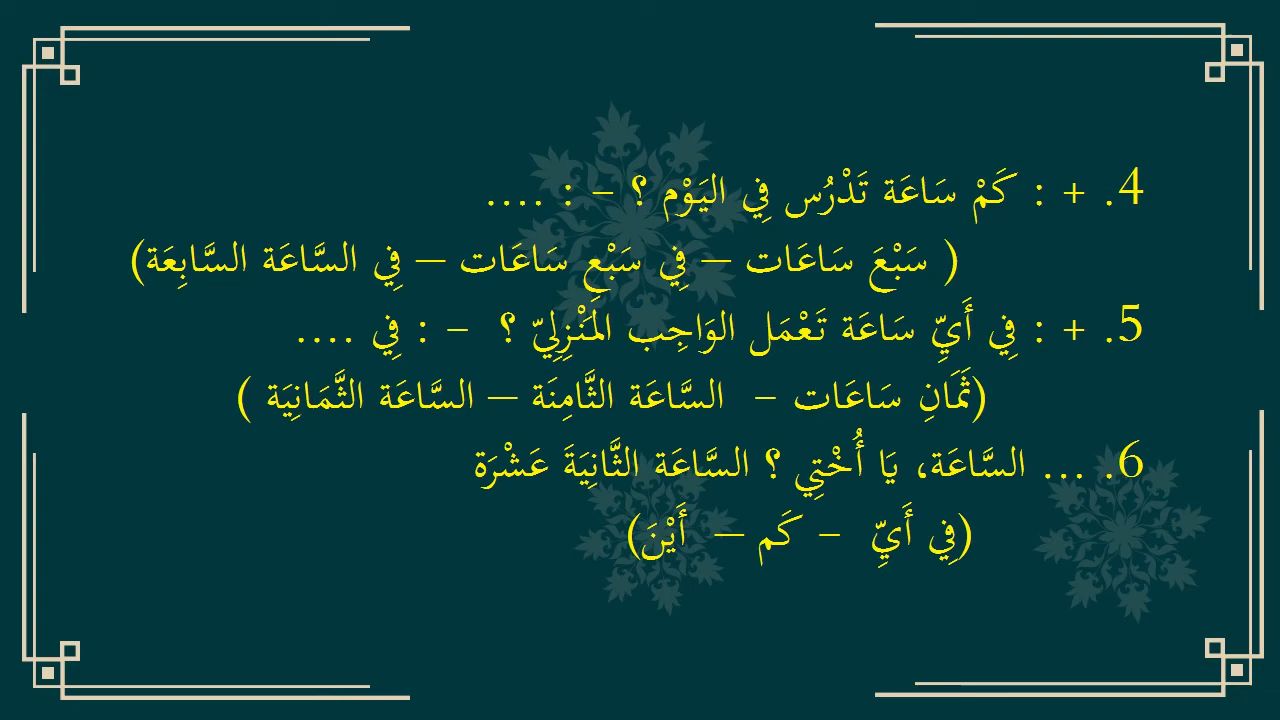 4. + : كَمْ سَاعَة تَدْرُس فِي اليَوْم ؟ – : ....
( سَبْعَ سَاعَات – فِي سَبْعِ سَاعَات – فِي السَّاعَة السَّابِعَة)
5. + : فِي أَيِّ سَاعَة تَعْمَل الوَاجِب المَنْزِلِيّ ؟ – : فِي ....
(ثَمَانِ سَاعَات – السَّاعَة الثَّامِنَة – السَّاعَة الثَّمَانِيَة )
6. ... السَّاعَة، يَا أُخْتِي ؟ السَّاعَة الثَّانِيَةَ عَشْرَة
(فِي أَيِّ – كَم – أَيْنَ)